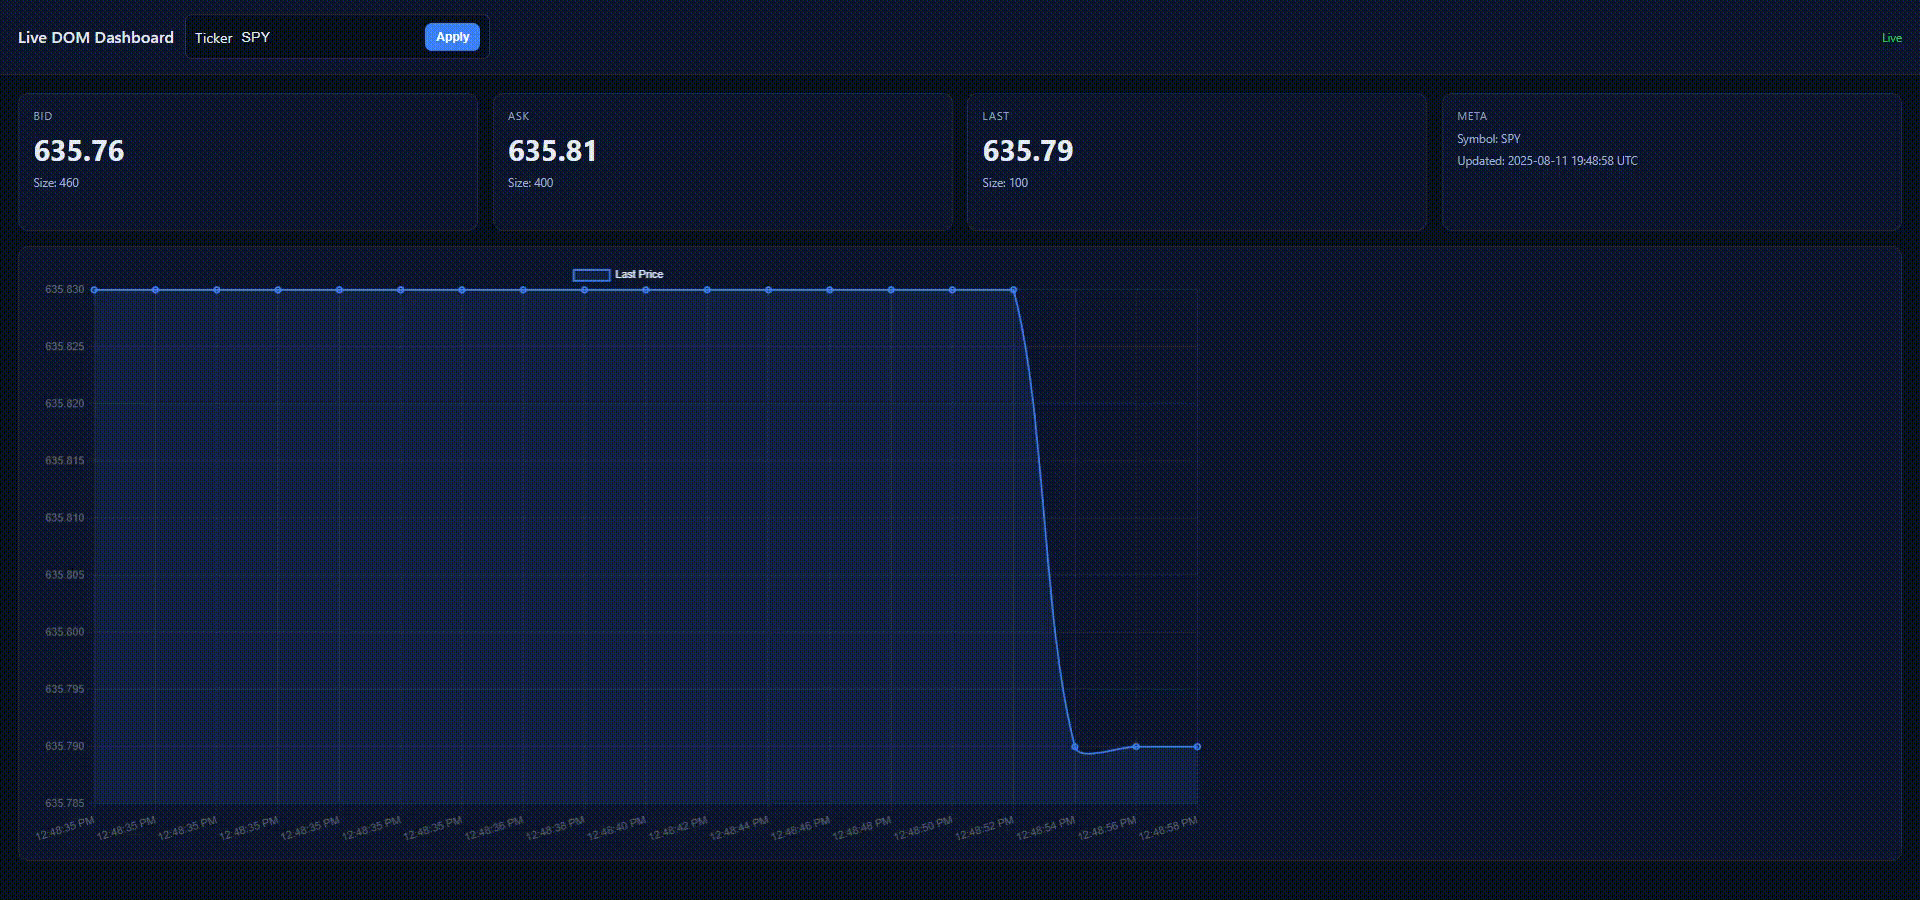 Live DOM Dashboard
Ticker SPY
Apply
Live
BID
635.76
Size: 460
ASK
635.81
Size: 400
LAST
635.79
Size: 100
META
Symbol: SPY
Updated: 2025-08-11 19:48:58 UTC
Last Price
635.830
635.825
635.820
635.815
635.810
635.805
635.800
635.795
635.790
635.785
12:48:35 PM
12:48:35 PM
12:48:35 PM
12:48:35 PM
12:48:35 PM
12:48:35 PM
12:48:35 PM
12:48:36 PM
12:48:38 PM
12:48:40 PM
12:48:42 PM
12:48:44 PM
12:48:46 PM
12:48:48 PM
12:48:50 PM
12:48:52 PM
12:48:54 PM
12:48:56 PM
12:48:58 PM